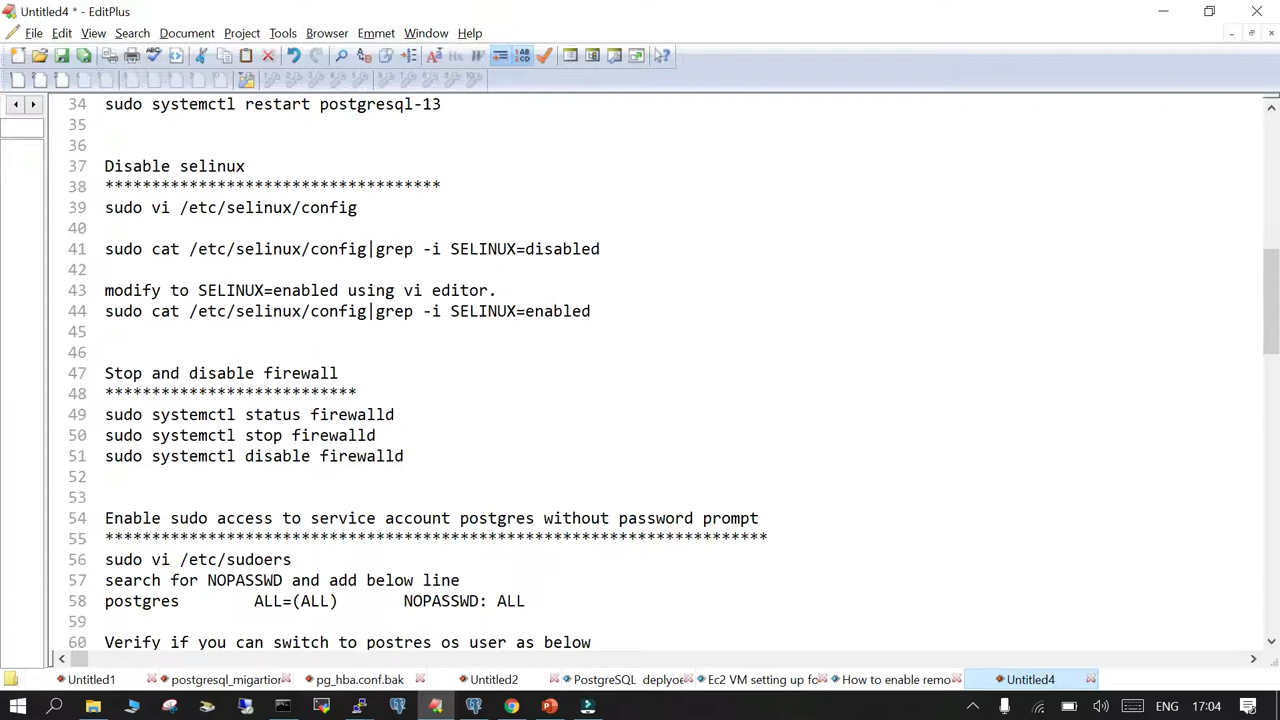 Untitled4 * - EditPlus
File Edit View Search Document Project Tools Browser Emmet Window Help
34 sudo systemctl restart postgresql-13
35
36
37 Disable selinux
38 ************************************
39 sudo vi /etc/selinux/config
40
41 sudo cat /etc/selinux/config|grep -i SELINUX=disabled
42
43 modify to SELINUX=enabled using vi editor.
44 sudo cat /etc/selinux/config|grep -i SELINUX=enabled
45
46
47 Stop and disable firewall
48 ***************************
49 sudo systemctl status firewalld
50 sudo systemctl stop firewalld
51 sudo systemctl disable firewalld
52
53
54 Enable sudo access to service account postgres without password prompt
55 ***********************************************************************
56 sudo vi /etc/sudoers
57 search for NOPASSWD and add below line
58 postgres        ALL=(ALL)       NOPASSWD: ALL
59
60 Verify if you can switch to postres os user as below
Untitled1 postgresql_migartior pg_hba.conf.bak Untitled2 PostgreSQL deplyoe Ec2 VM setting up fo How to enable remo Untitled4
ENG 17:04